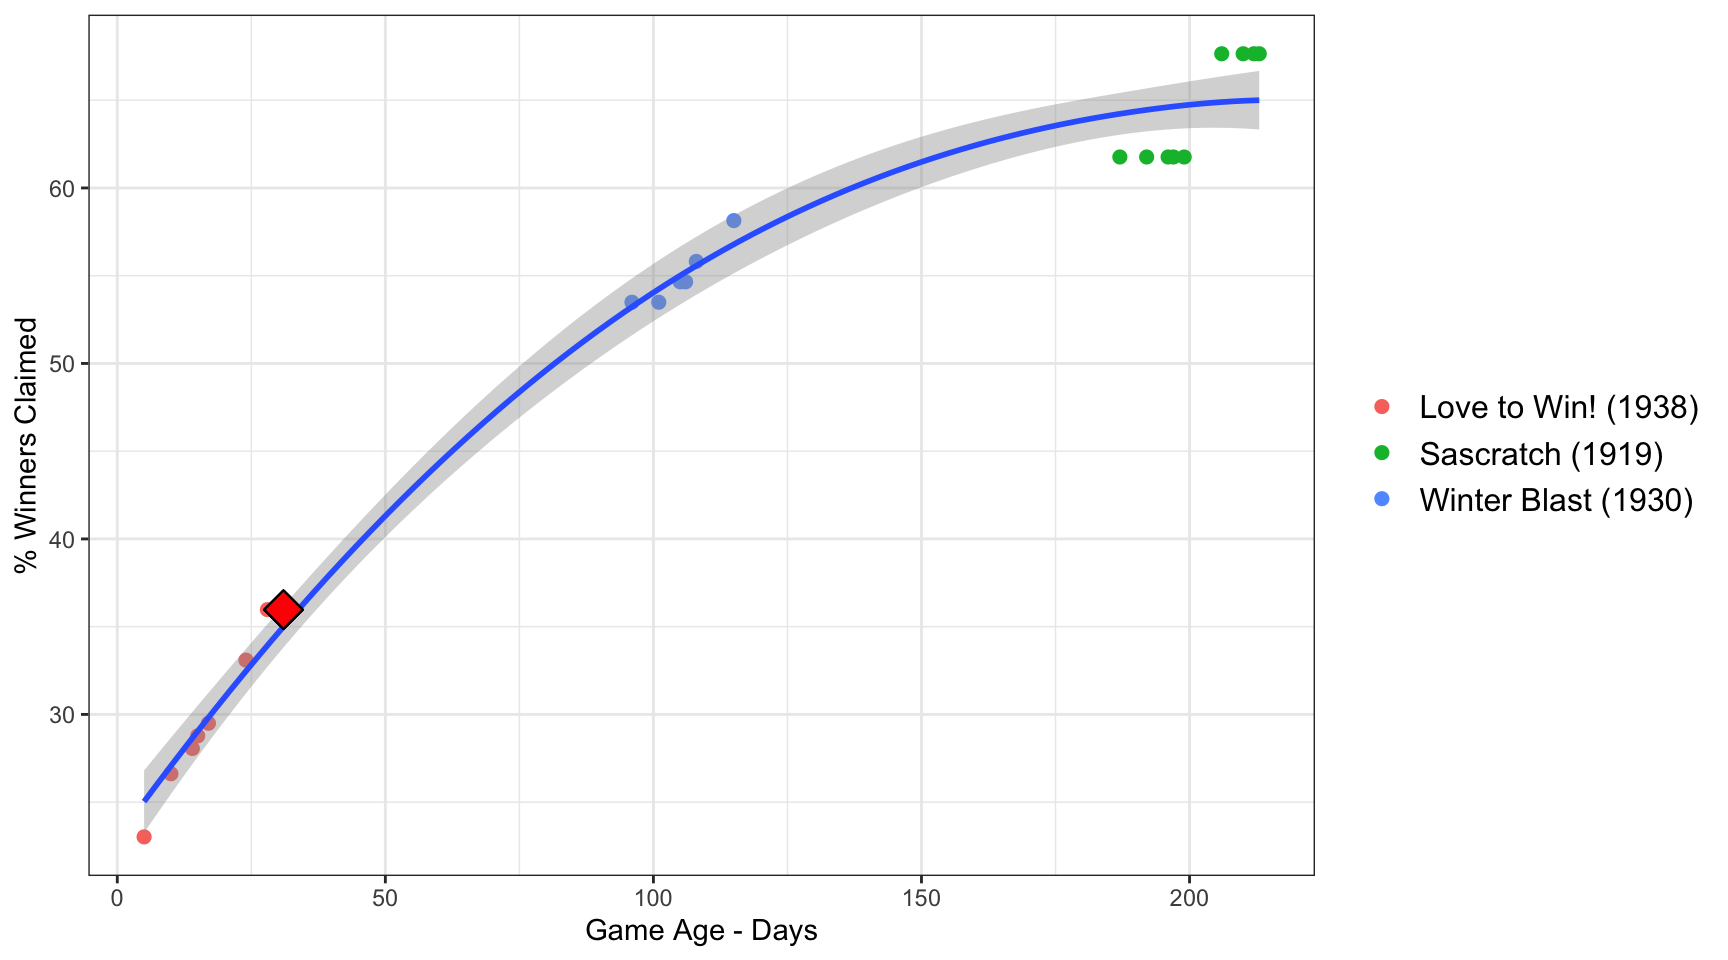 % Winners Claimed
60
50
40
30
0
50
100
150
200
Game Age - Days
Love to Win! (1938)
Sascratch (1919)
Winter Blast (1930)